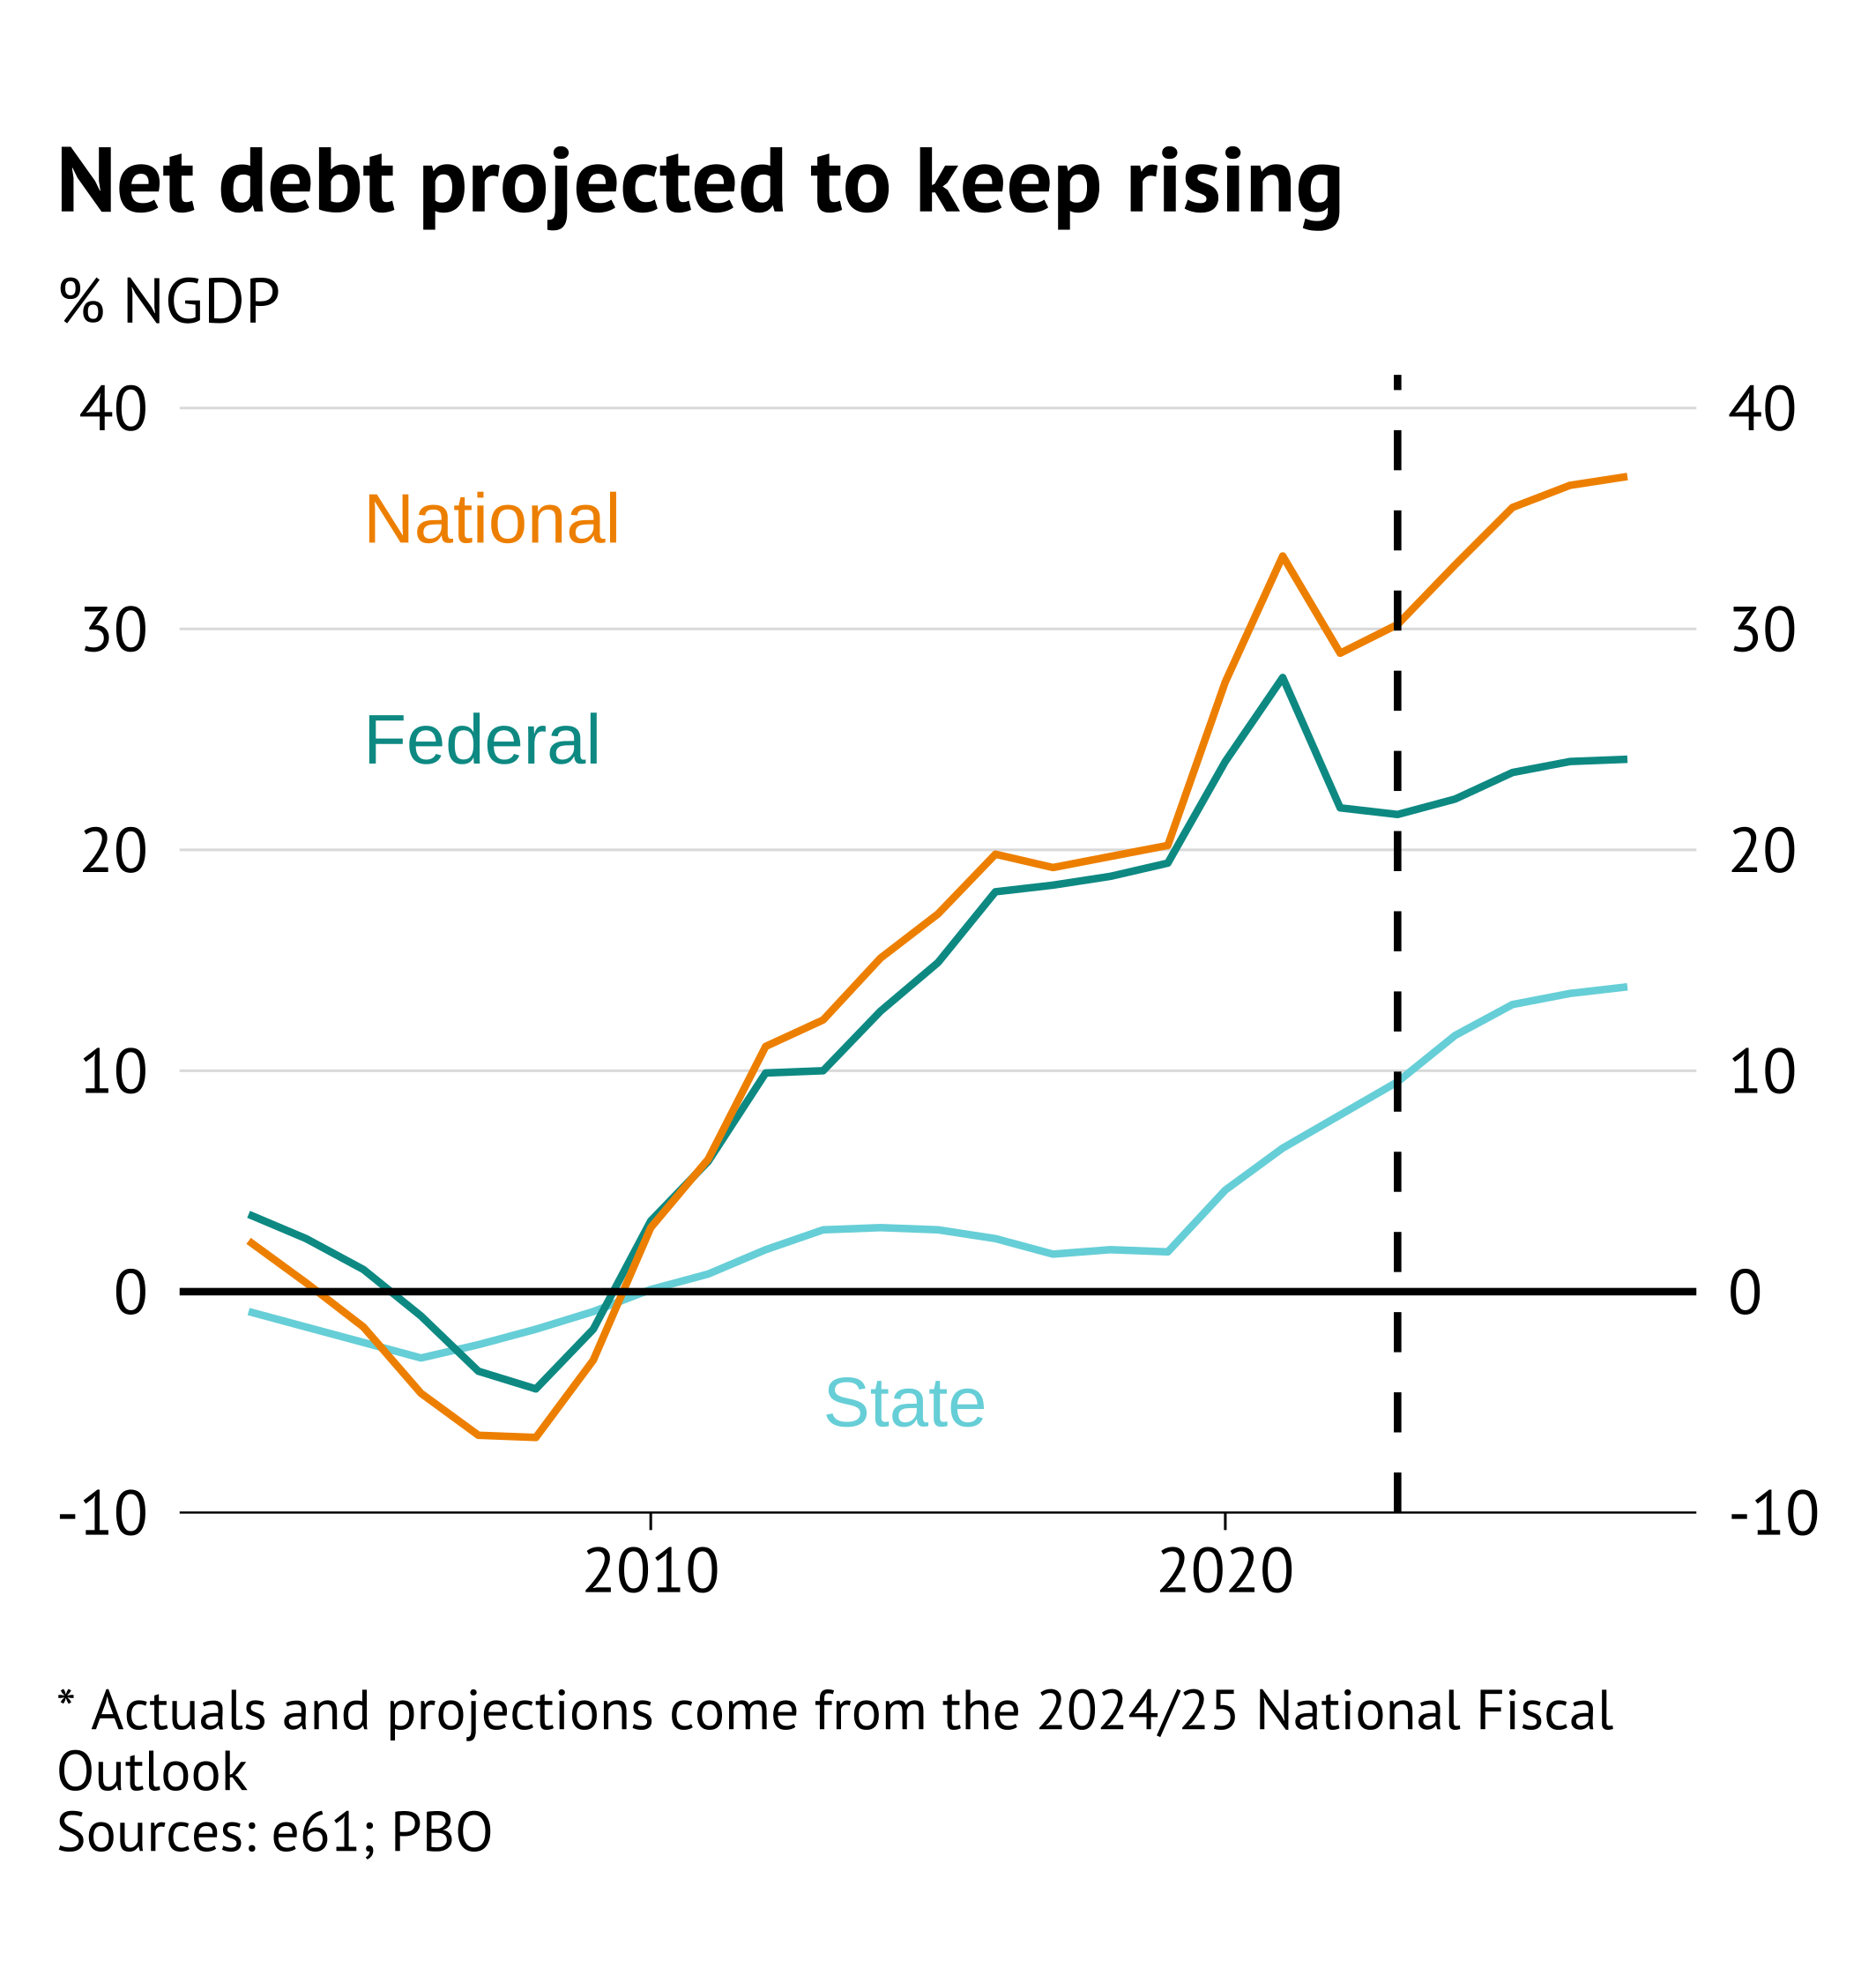 Net debt projected to keep rising
% NGDP
40 40
National
30 30
Federal
20 20
10 10
0 0
State
-10 -10
2010 2020
* Actuals and projections come from the 2024/25 National Fiscal
Outlook
Sources: e61; PBO